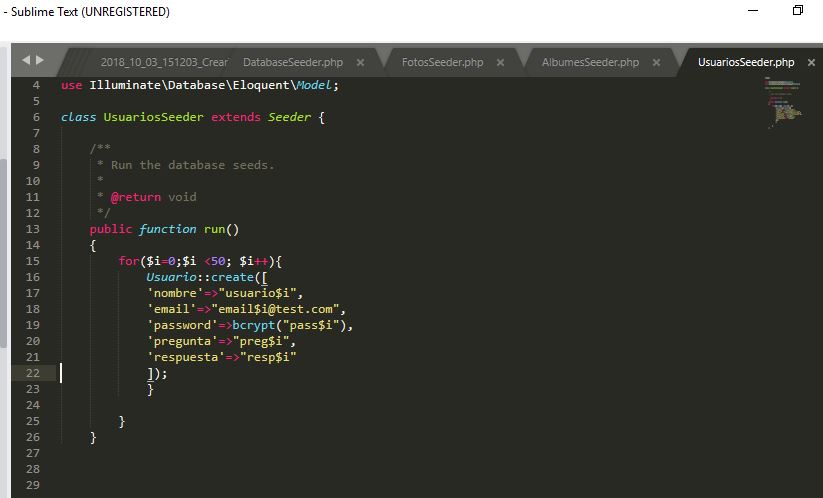 - Sublime Text (UNREGISTERED)
2018_10_03_151203_Crear DatabaseSeeder.php × FotosSeeder.php × AlbumesSeeder.php × UsuariosSeeder.php ×
4 use Illuminate\Database\Eloquent\Model;
5
6 class UsuariosSeeder extends Seeder {
7
8 /**
9 * Run the database seeds.
10 *
11 * @return void
12 */
13 public function run()
14 {
15 for($i=0;$i <50; $i++){
16 Usuario::create([
17 'nombre'=>"usuario$i",
18 'email'=>"email$i@test.com",
19 'password'=>bcrypt("pass$i"),
20 'pregunta'=>"preg$i",
21 'respuesta'=>"resp$i"
22 ]);
23 }
24
25 }
26 }
27
28
29